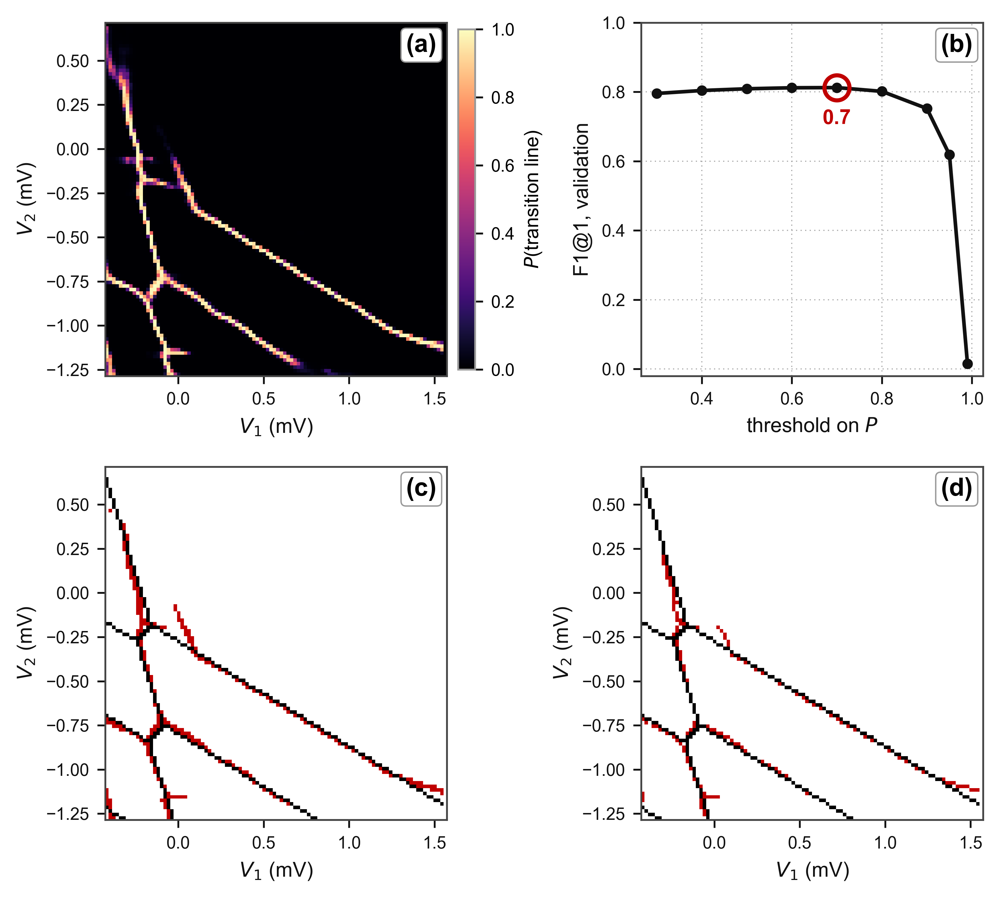 (a)
0.50
0.25
0.00
−0.25
−0.50
−0.75
−1.00
−1.25
V2 (mV)
0.0 0.5 1.0 1.5
V1 (mV)
1.0
0.8
0.6
0.4
0.2
0.0
P(transition line)
(b)
1.0
0.8
0.6
0.4
0.2
0.0
F1@1, validation
0.7
0.4 0.6 0.8 1.0
threshold on P
(c)
0.50
0.25
0.00
−0.25
−0.50
−0.75
−1.00
−1.25
V2 (mV)
0.0 0.5 1.0 1.5
V1 (mV)
(d)
0.50
0.25
0.00
−0.25
−0.50
−0.75
−1.00
−1.25
V2 (mV)
0.0 0.5 1.0 1.5
V1 (mV)